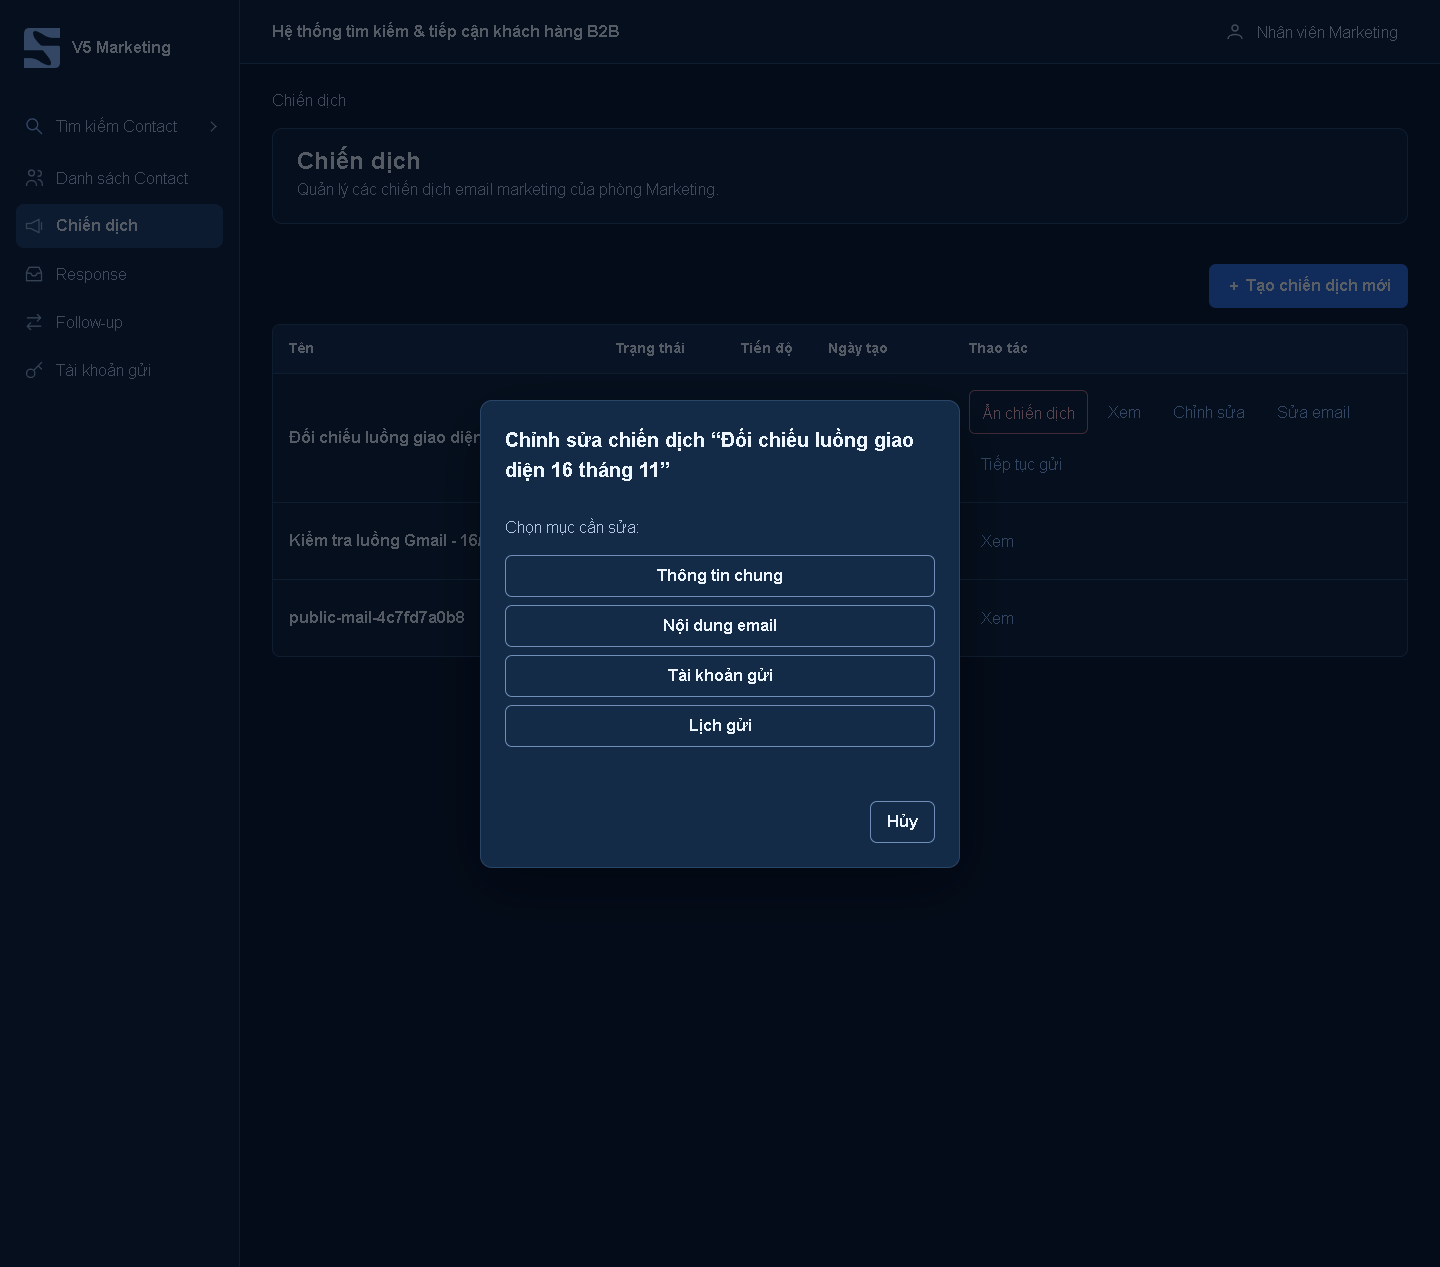 V5 Marketing
Hệ thống tìm kiếm & tiếp cận khách hàng B2B
Nhân viên Marketing
Tìm kiếm Contact
Danh sách Contact
Chiến dịch
Response
Follow-up
Tài khoản gửi
Chiến dịch
Chiến dịch
Quản lý các chiến dịch email marketing của phòng Marketing.
+ Tạo chiến dịch mới
Tên Trạng thái Tiến độ Ngày tạo Thao tác
Đối chiếu luồng giao diện
Ẩn chiến dịch Xem Chỉnh sửa Sửa email
Tiếp tục gửi
Kiểm tra luồng Gmail - 16
Xem
public-mail-4c7fd7a0b8
Xem
Chỉnh sửa chiến dịch “Đối chiếu luồng giao
diện 16 tháng 11”
Chọn mục cần sửa:
Thông tin chung
Nội dung email
Tài khoản gửi
Lịch gửi
Hủy